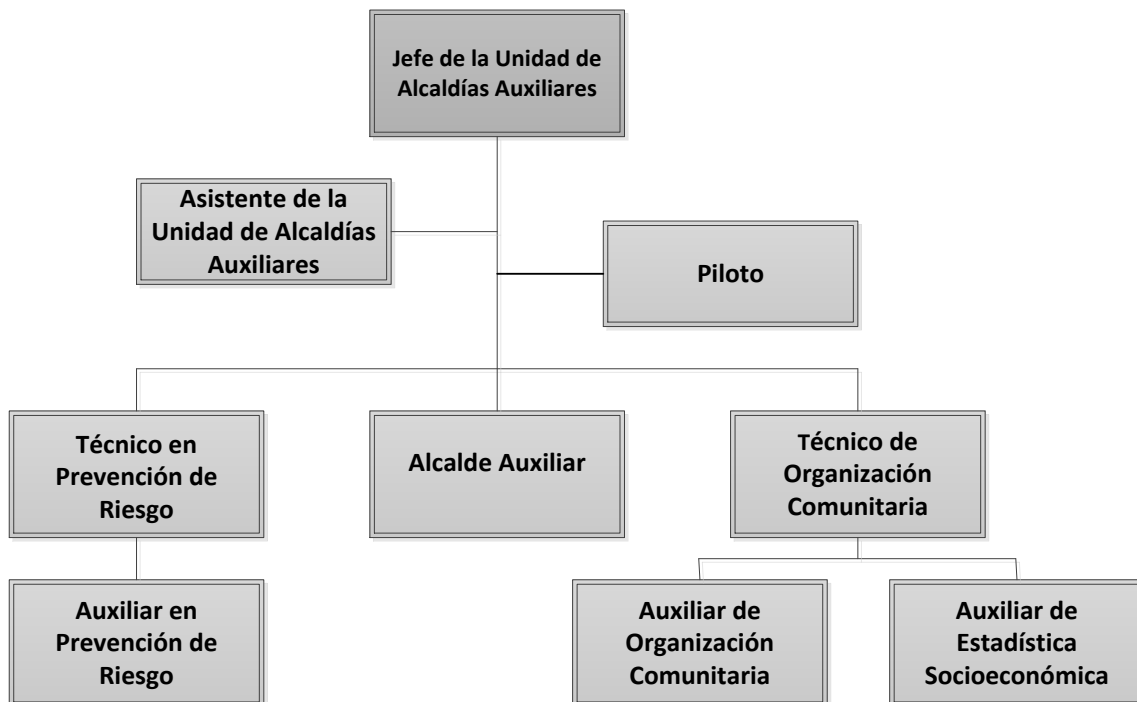 Jefe de la Unidad de
Alcaldías Auxiliares
Asistente de la
Unidad de Alcaldías
Auxiliares
Piloto
Técnico en
Prevención de
Riesgo
Alcalde Auxiliar
Técnico de
Organización
Comunitaria
Auxiliar en
Prevención de
Riesgo
Auxiliar de
Organización
Comunitaria
Auxiliar de
Estadística
Socioeconómica